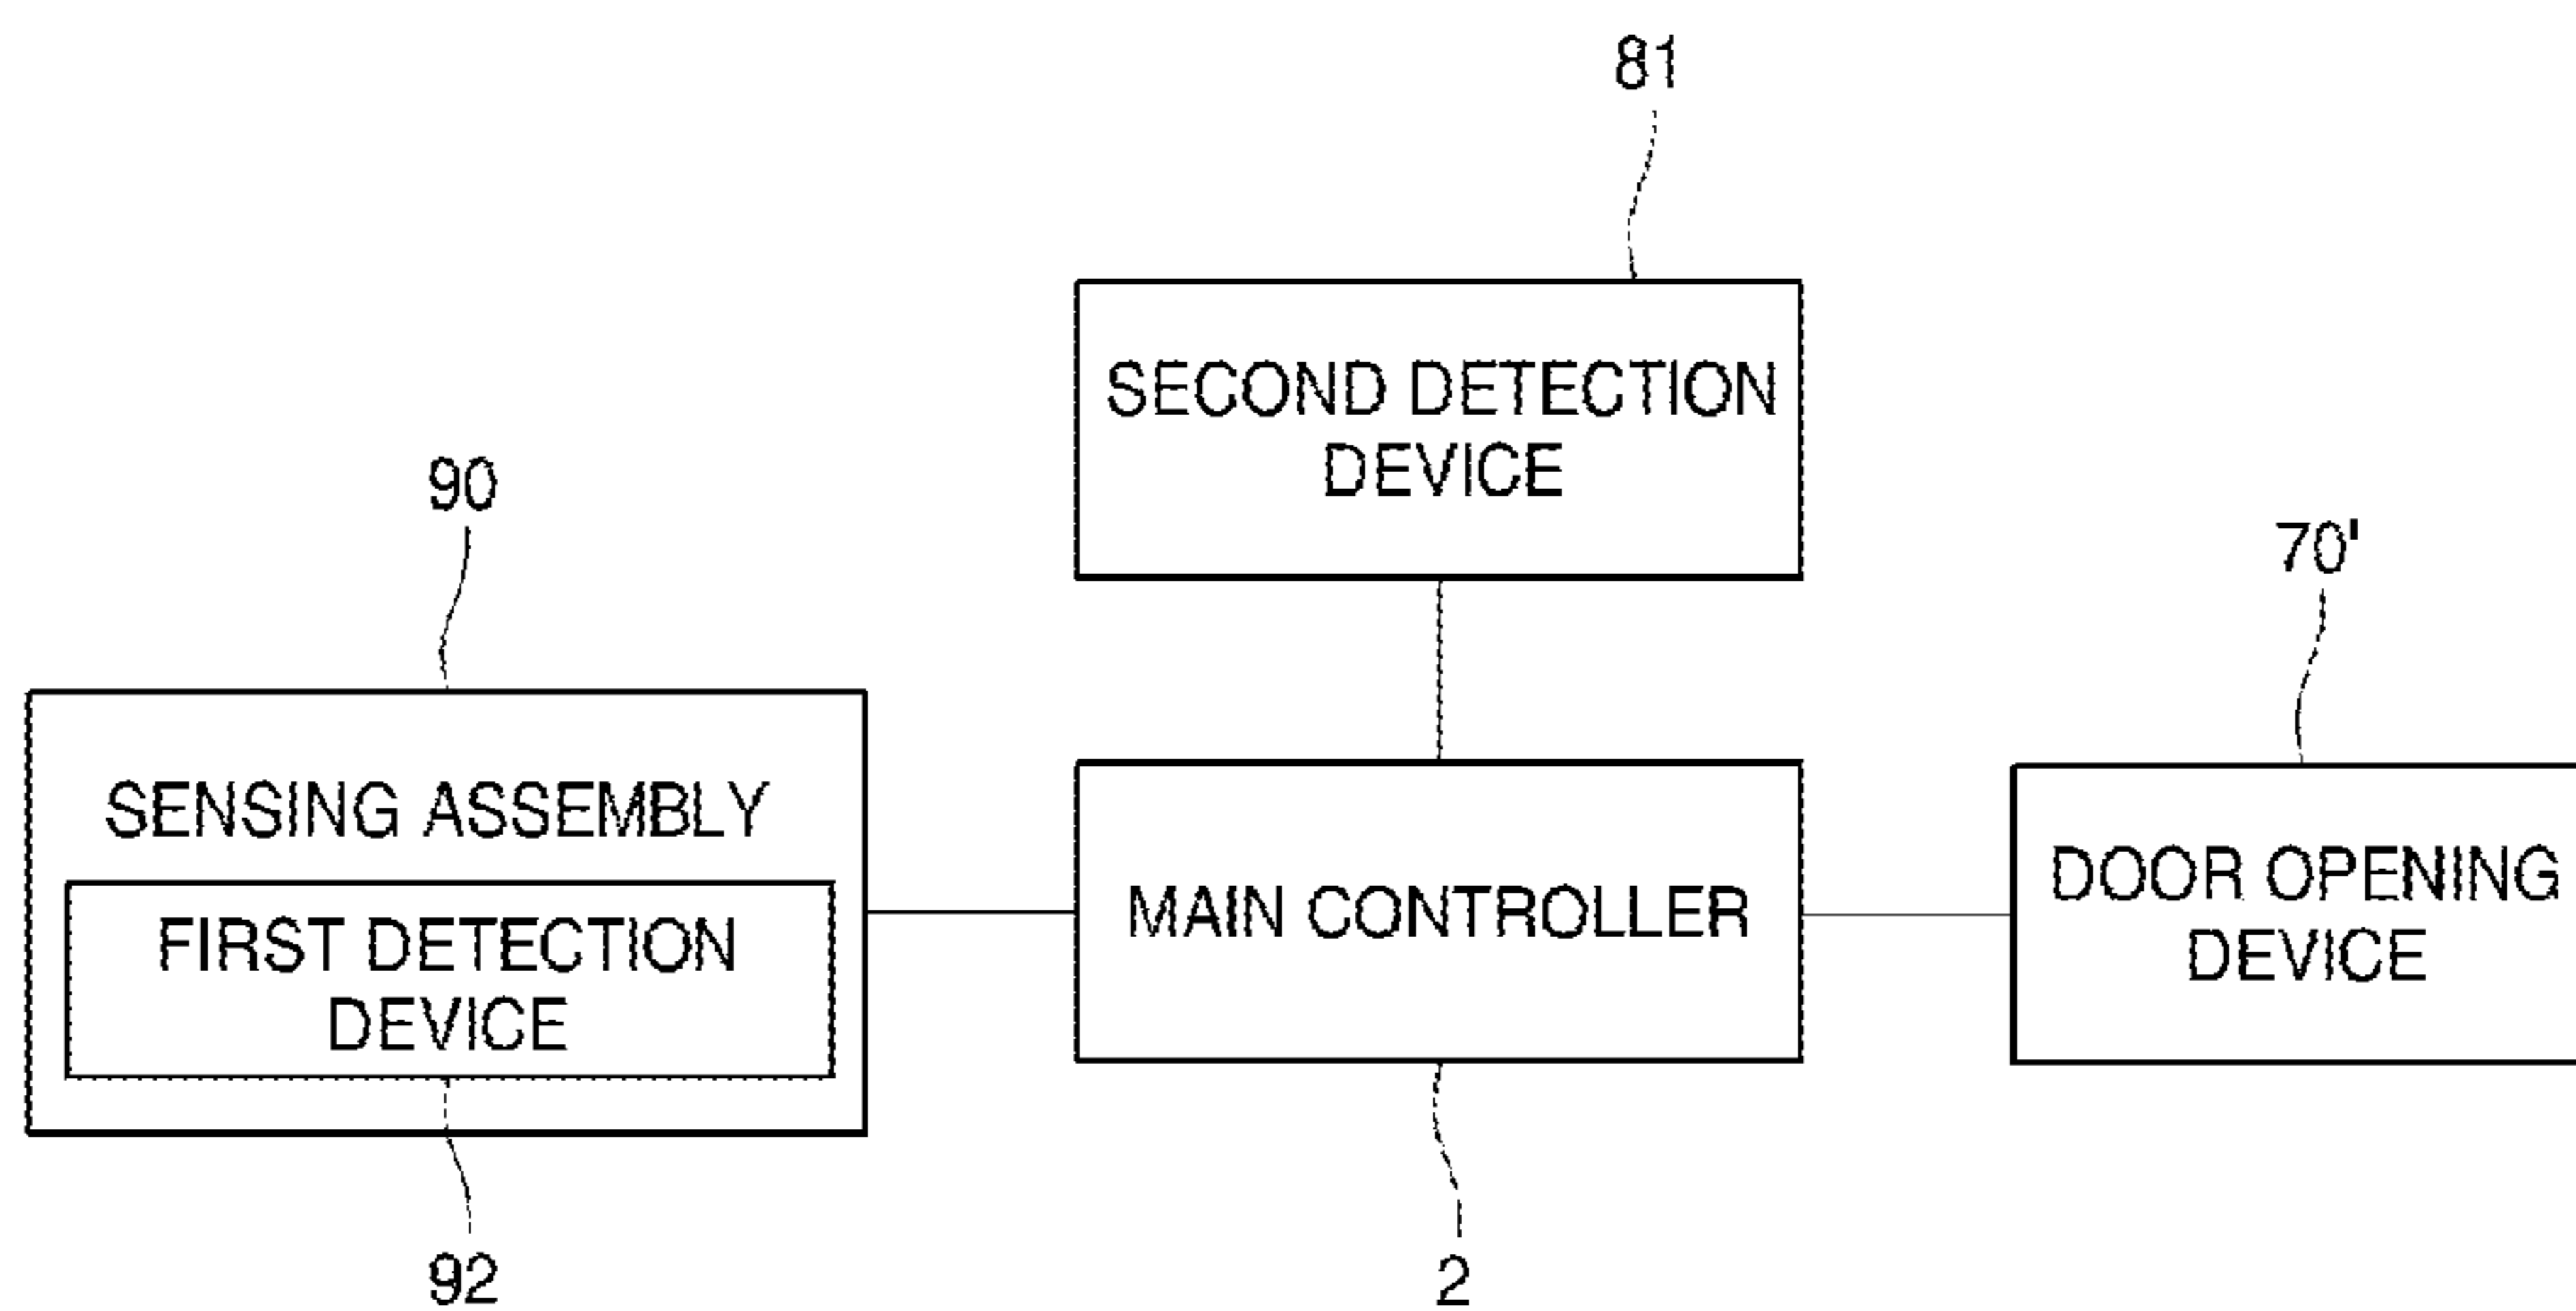 81
SECOND DETECTION
DEVICE
90
70'
SENSING ASSEMBLY
FIRST DETECTION
DEVICE
MAIN CONTROLLER
DOOR OPENING
DEVICE
92
2